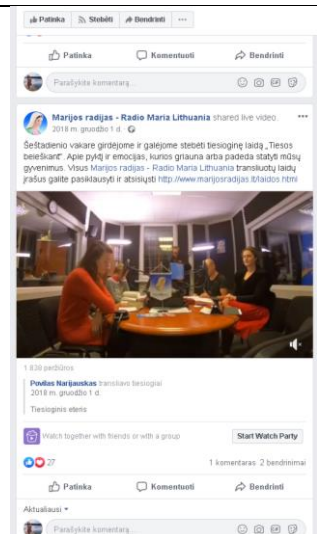 Patinka Stebėti Bendrinti ...
Patinka Komentuoti Bendrinti
Parašykite komentarą...
Marijos radijas - Radio Maria Lithuania shared live video.
2018 m. gruodžio 1 d.
Šeštadienio vakare girdėjome ir galėjome stebėti tiesioginę laidą „Tiesos
beieškant". Apie pyktį ir emocijas, kurios griauna arba padeda statyti mūsų
gyvenimus. Visus Marijos radijas - Radio Maria Lithuania transliuotų laidų
įrašus galite pasiklausyti ir atsisiųsti http://www.marijosradijas.lt/laidos.html
1 838 peržiūros
Povilas Narijauskas transliavo tiesiogiai
2018 m. gruodžio 1 d.
Tiesioginis eteris
Watch together with friends or with a group
Start Watch Party
27
1 komentaras 2 bendrinimai
Patinka Komentuoti Bendrinti
Aktualiausi
Parašykite komentarą...